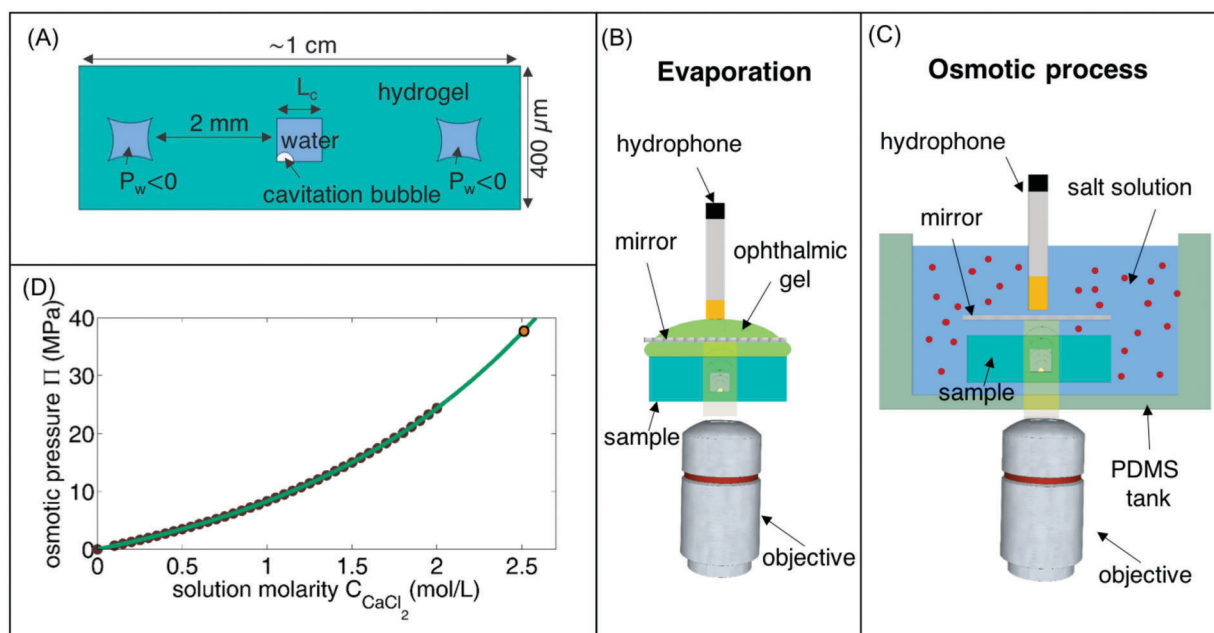 (A)
~1 cm
L_c
hydrogel
2 mm
water
400 µm
P_w<0
P_w<0
cavitation bubble
(B)
Evaporation
hydrophone
mirror
ophthalmic
gel
sample
objective
(C)
Osmotic process
hydrophone
salt solution
mirror
sample
PDMS
tank
objective
(D)
osmotic pressure Π (MPa)
40
30
20
10
0
0 0.5 1 1.5 2 2.5
solution molarity C_CaCl_2 (mol/L)